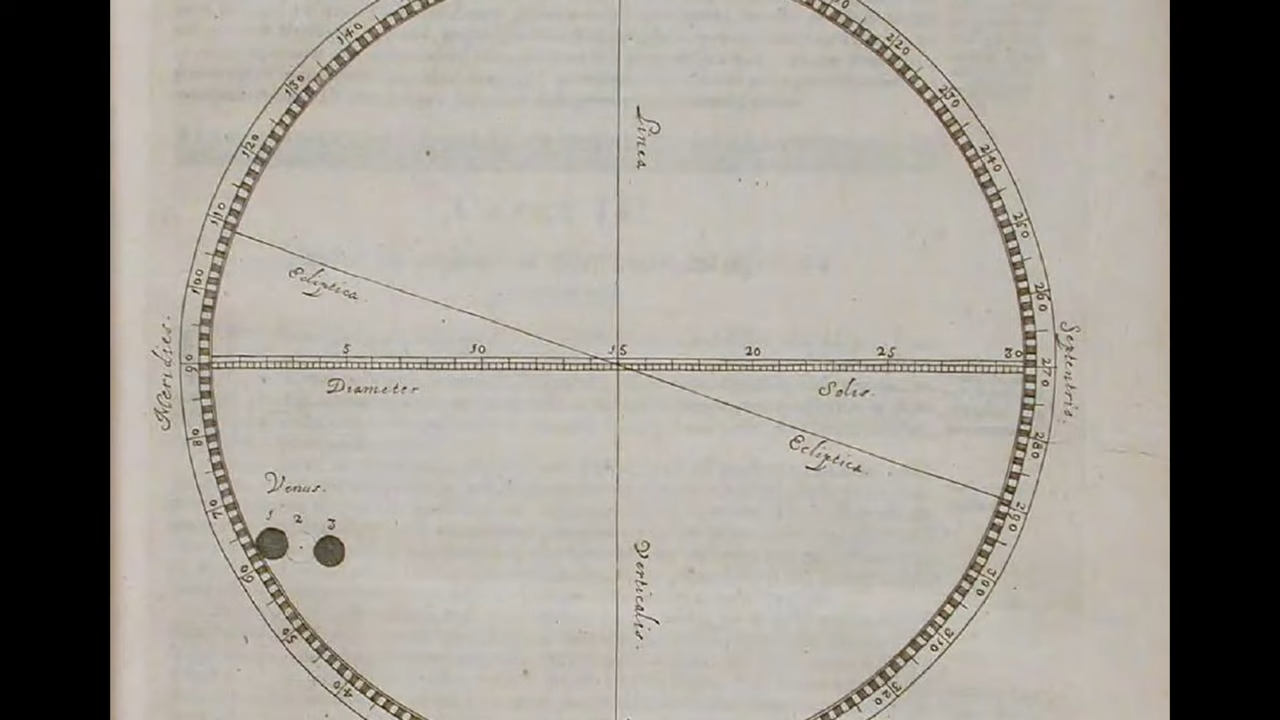 140
130
120
110
100
90
80
70
60
50
40
220
230
240
250
260
270
280
290
300
310
320
Linea
Ecliptica.
Meridies.
Septentrio.
5 10 15 20 25 30
Diameter Solis.
Ecliptica.
Venus.
1 2 3
Verticalis.